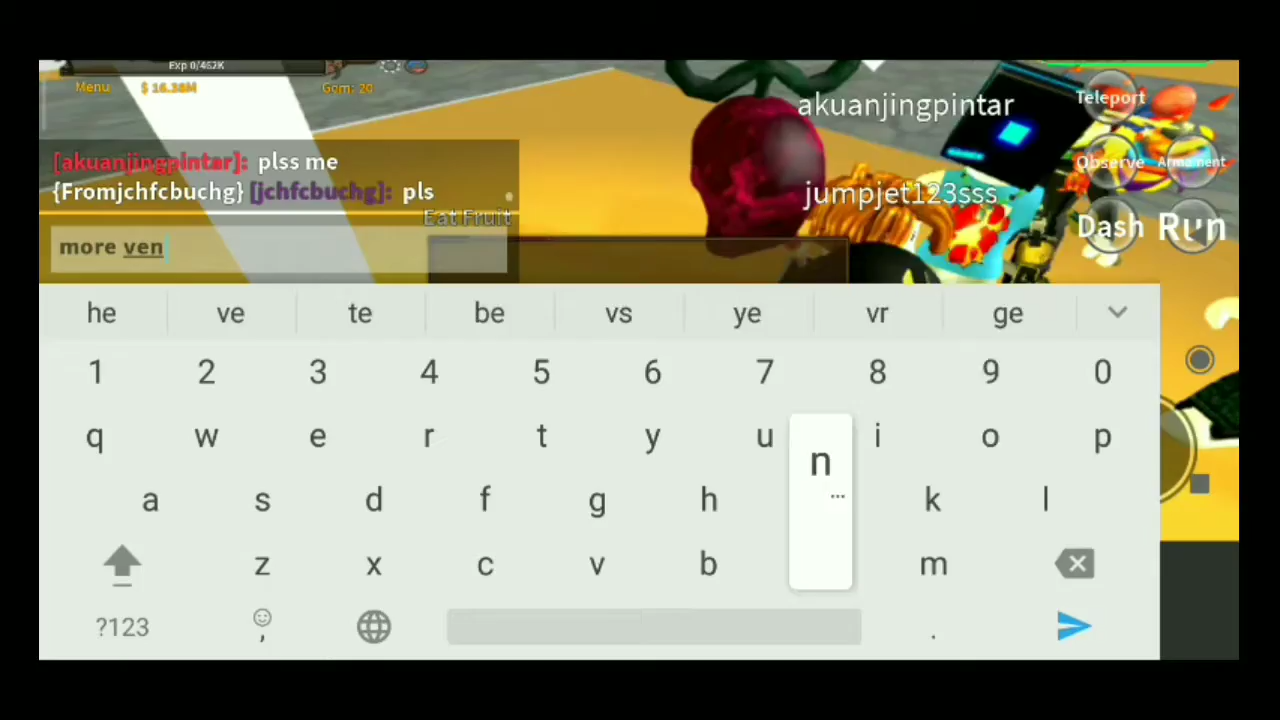 Exp 0/462K
Menu $ 16.38M Gem: 20
akuanjingpintar
Teleport
[akuanjingpintar]: plss me
Observe Armament
{Fromjchfcbuchg} [jchfcbuchg]: pls
jumpjet123sss
Eat Fruit
Dash Run
more ven
he ve te be vs ye vr ge
1 2 3 4 5 6 7 8 9 0
q w e r t y u i o p
n
a s d f g h k l
z x c v b m
?123 , .